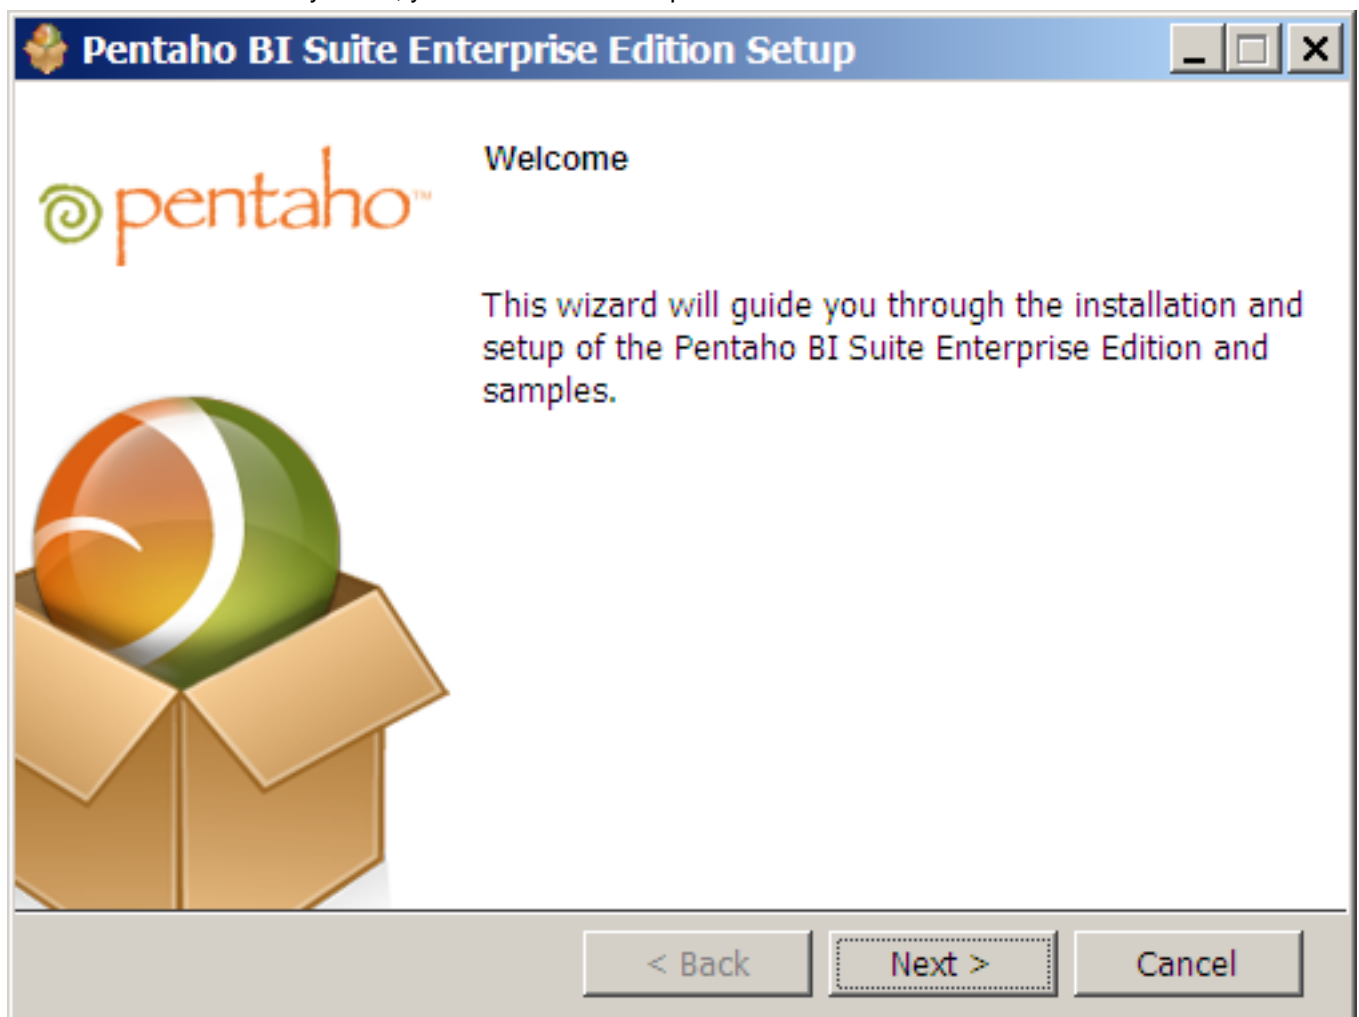 Pentaho BI Suite Enterprise Edition Setup
pentaho™
Welcome
This wizard will guide you through the installation and
setup of the Pentaho BI Suite Enterprise Edition and
samples.
< Back
Next >
Cancel